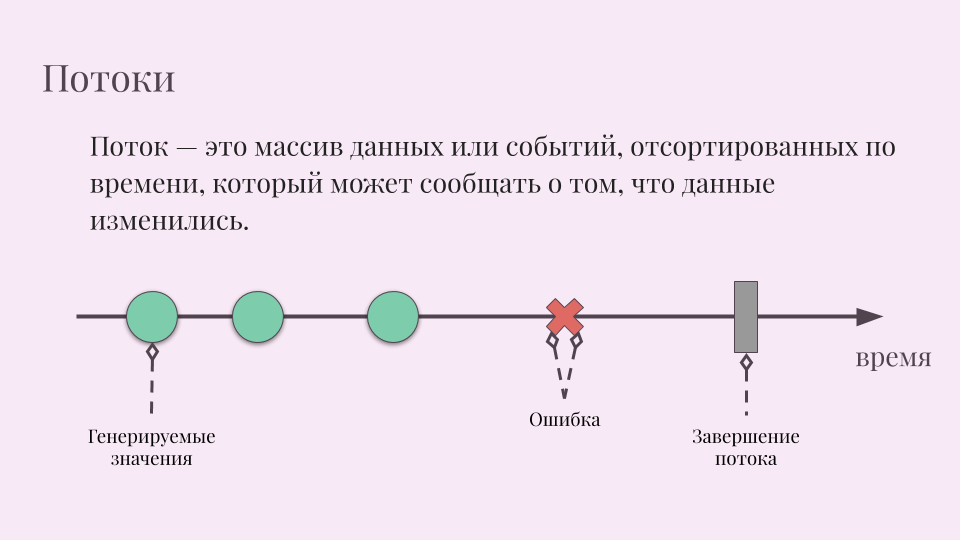 Потоки
Поток — это массив данных или событий, отсортированных по
времени, который может сообщать о том, что данные
изменились.
время
Ошибка
Генерируемые
значения
Завершение
потока